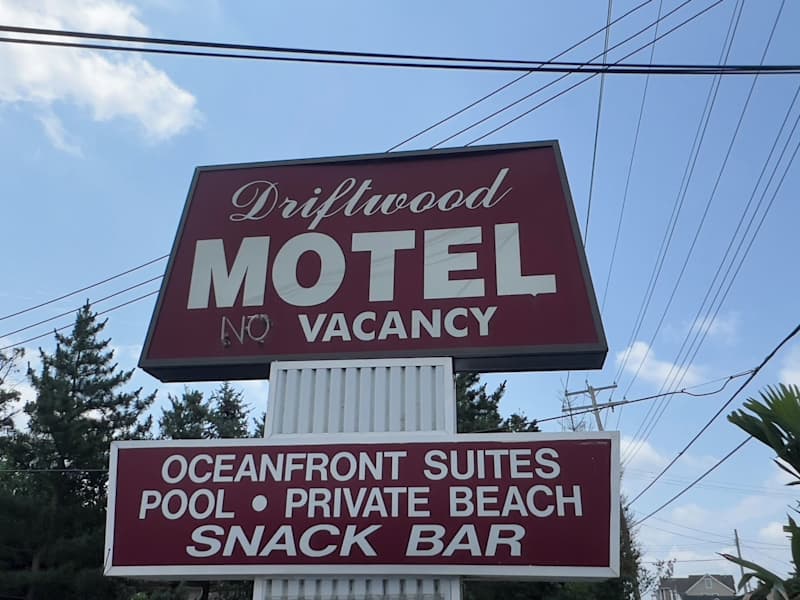 Driftwood
MOTEL
NO VACANCY
OCEANFRONT SUITES
POOL • PRIVATE BEACH
SNACK BAR